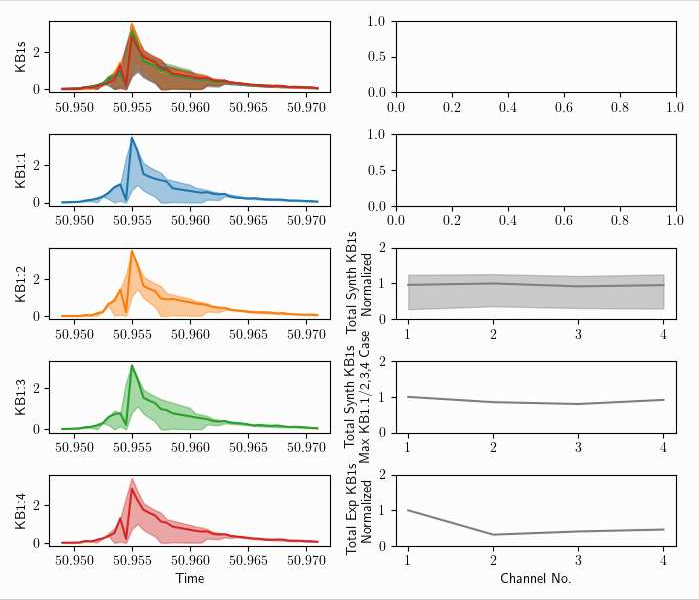 KB1s
2
0
50.950 50.955 50.960 50.965 50.970
1.0
0.5
0.0
0.0 0.2 0.4 0.6 0.8 1.0
KB1:1
2
0
50.950 50.955 50.960 50.965 50.970
1.0
0.5
0.0
0.0 0.2 0.4 0.6 0.8 1.0
KB1:2
2
0
50.950 50.955 50.960 50.965 50.970
Total Synth KB1s
Normalized
2
1
0
1 2 3 4
KB1:3
2
0
50.950 50.955 50.960 50.965 50.970
Total Synth KB1s
Max KB1.1/2,3,4 Case
2
1
0
1 2 3 4
KB1:4
2
0
50.950 50.955 50.960 50.965 50.970
Time
Total Exp KB1s
Normalized
2
1
0
1 2 3 4
Channel No.